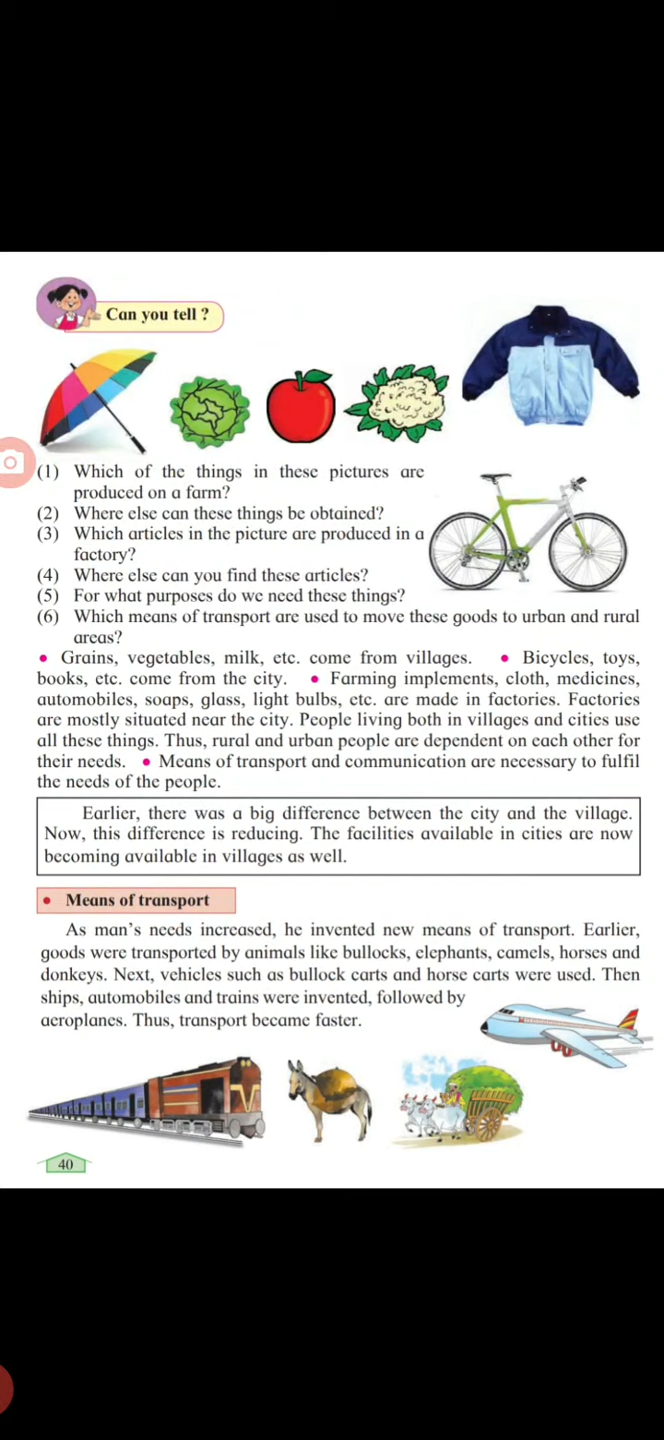 Can you tell ?
(1) Which of the things in these pictures are
produced on a farm?
(2) Where else can these things be obtained?
(3) Which articles in the picture are produced in a
factory?
(4) Where else can you find these articles?
(5) For what purposes do we need these things?
(6) Which means of transport are used to move these goods to urban and rural
areas?
• Grains, vegetables, milk, etc. come from villages. • Bicycles, toys,
books, etc. come from the city. • Farming implements, cloth, medicines,
automobiles, soaps, glass, light bulbs, etc. are made in factories. Factories
are mostly situated near the city. People living both in villages and cities use
all these things. Thus, rural and urban people are dependent on each other for
their needs. • Means of transport and communication are necessary to fulfil
the needs of the people.
Earlier, there was a big difference between the city and the village.
Now, this difference is reducing. The facilities available in cities are now
becoming available in villages as well.
• Means of transport
As man's needs increased, he invented new means of transport. Earlier,
goods were transported by animals like bullocks, elephants, camels, horses and
donkeys. Next, vehicles such as bullock carts and horse carts were used. Then
ships, automobiles and trains were invented, followed by
aeroplanes. Thus, transport became faster.
40